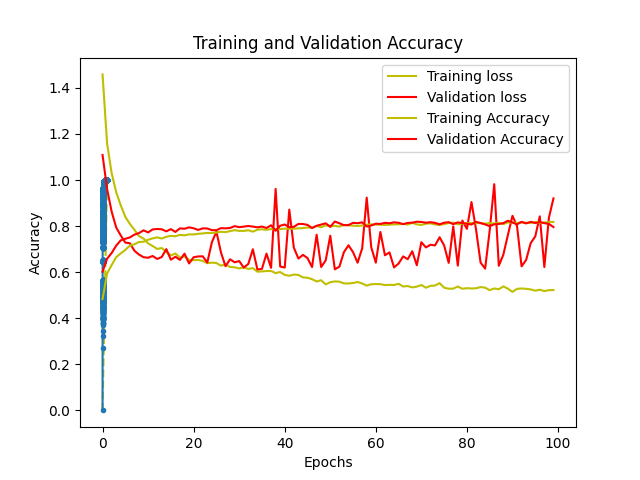 Training and Validation Accuracy
Training loss
Validation loss
Training Accuracy
Validation Accuracy
Accuracy
1.4
1.2
1.0
0.8
0.6
0.4
0.2
0.0
0 20 40 60 80 100
Epochs